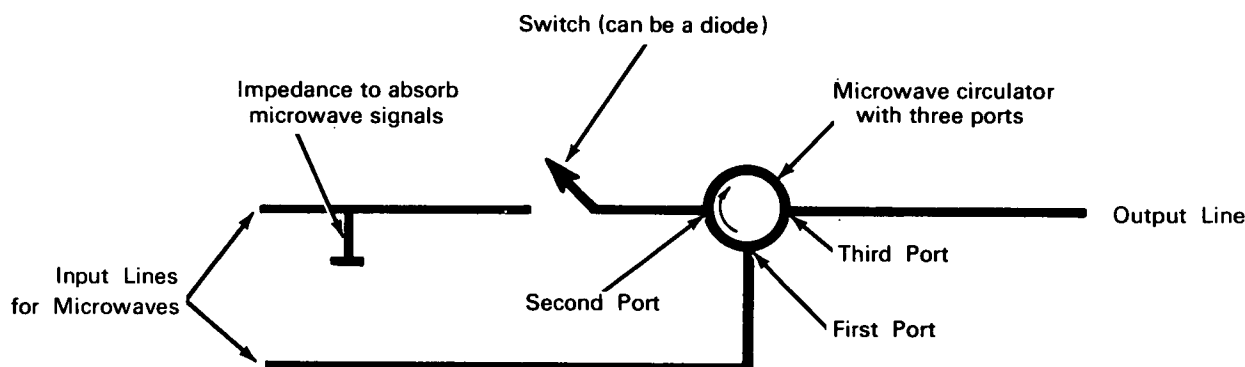 Switch (can be a diode)
Impedance to absorb
microwave signals
Microwave circulator
with three ports
Output Line
Third Port
Input Lines
for Microwaves
Second Port
First Port